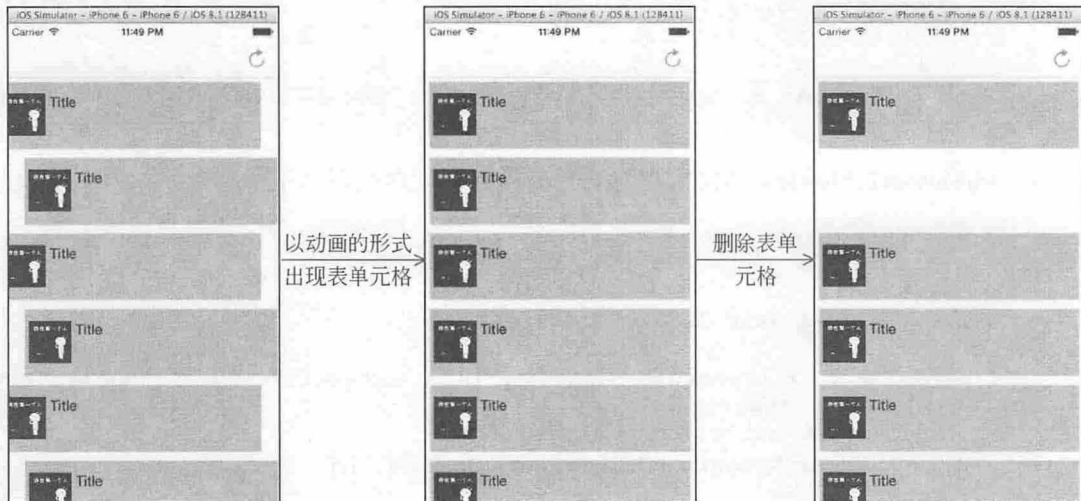 iOS Simulator – iPhone 6 – iPhone 6 / iOS 8.1 (12B411)
Carrier 11:49 PM
Title
Title
Title
Title
Title
Title
以动画的形式
出现表单元格
iOS Simulator – iPhone 6 – iPhone 6 / iOS 8.1 (12B411)
Carrier 11:49 PM
Title
Title
Title
Title
Title
Title
删除表单
元格
iOS Simulator – iPhone 6 – iPhone 6 / iOS 8.1 (12B411)
Carrier 11:49 PM
Title
Title
Title
Title
Title